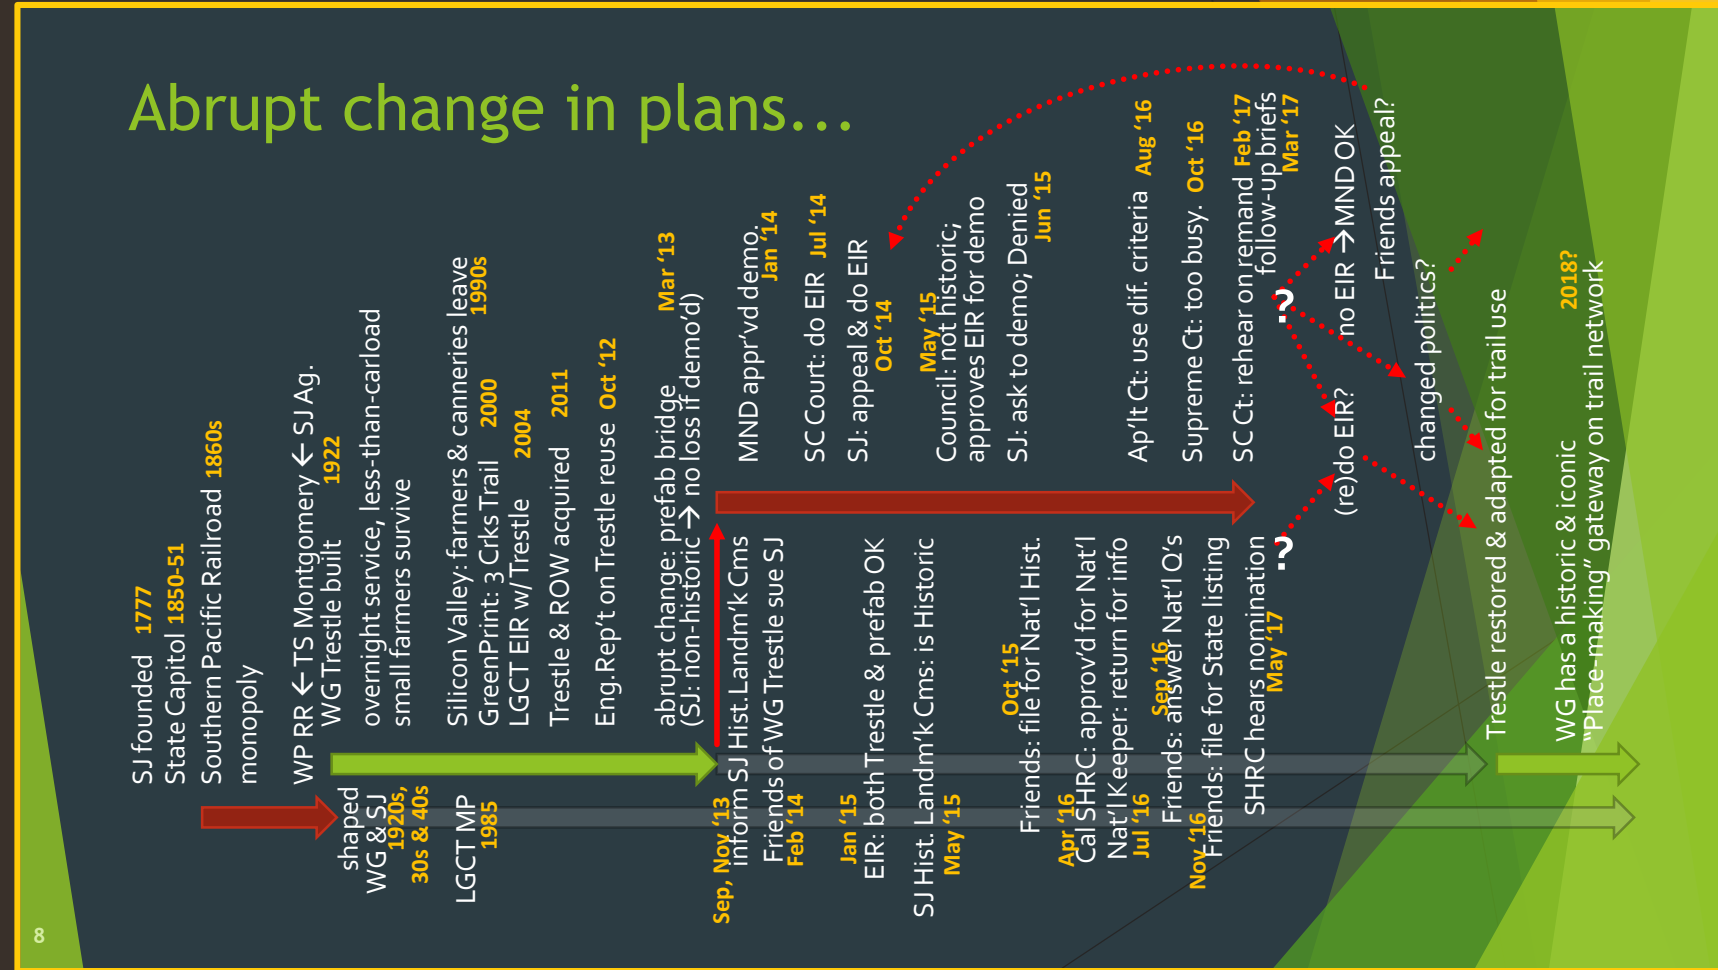 Abrupt change in plans...
SJ founded 1777
State Capitol 1850-51
Southern Pacific Railroad 1860s
monopoly
WP RR ← TS Montgomery ← SJ Ag.
WG Trestle built 1922
shaped
WG & SJ
1920s,
30s & 40s
overnight service, less-than-carload
small farmers survive
Silicon Valley: farmers & canneries leave
1990s
LGCT MP
1985
GreenPrint: 3 Crks Trail 2000
LGCT EIR w/ Trestle 2004
Trestle & ROW acquired 2011
Eng.Rep't on Trestle reuse Oct ‘12
abrupt change: prefab bridge
Mar ‘13
(SJ: non-historic → no loss if demo’d)
Sep, Nov ‘13
inform SJ Hist.Landm’k Cms
Friends of WG Trestle sue SJ
Feb ‘14
MND appr’vd demo.
Jan ‘14
SC Court: do EIR Jul ‘14
SJ: appeal & do EIR
Oct ‘14
Jan ‘15
EIR: both Trestle & prefab OK
SJ Hist. Landm’k Cms: is Historic
May ‘15
May ‘15
Council: not historic;
approves EIR for demo
SJ: ask to demo; Denied
Jun ‘15
Oct ‘15
Friends: file for Nat’l Hist.
Apr ‘16
Cal SHRC: approv’d for Nat’l
Nat’l Keeper: return for info
Jul ‘16
Ap’lt Ct: use dif. criteria Aug ‘16
Sep ‘16
Friends: answer Nat’l Q’s
Supreme Ct: too busy. Oct ‘16
Nov ‘16
Friends: file for State listing
SC Ct: rehear on remand Feb ‘17
follow-up briefs
Mar ‘17
SHRC hears nomination
May ‘17
?
?
(re)do EIR?
no EIR →MND OK
Friends appeal?
changed politics?
Trestle restored & adapted for trail use
2018?
WG has a historic & iconic
“Place-making” gateway on trail network
8